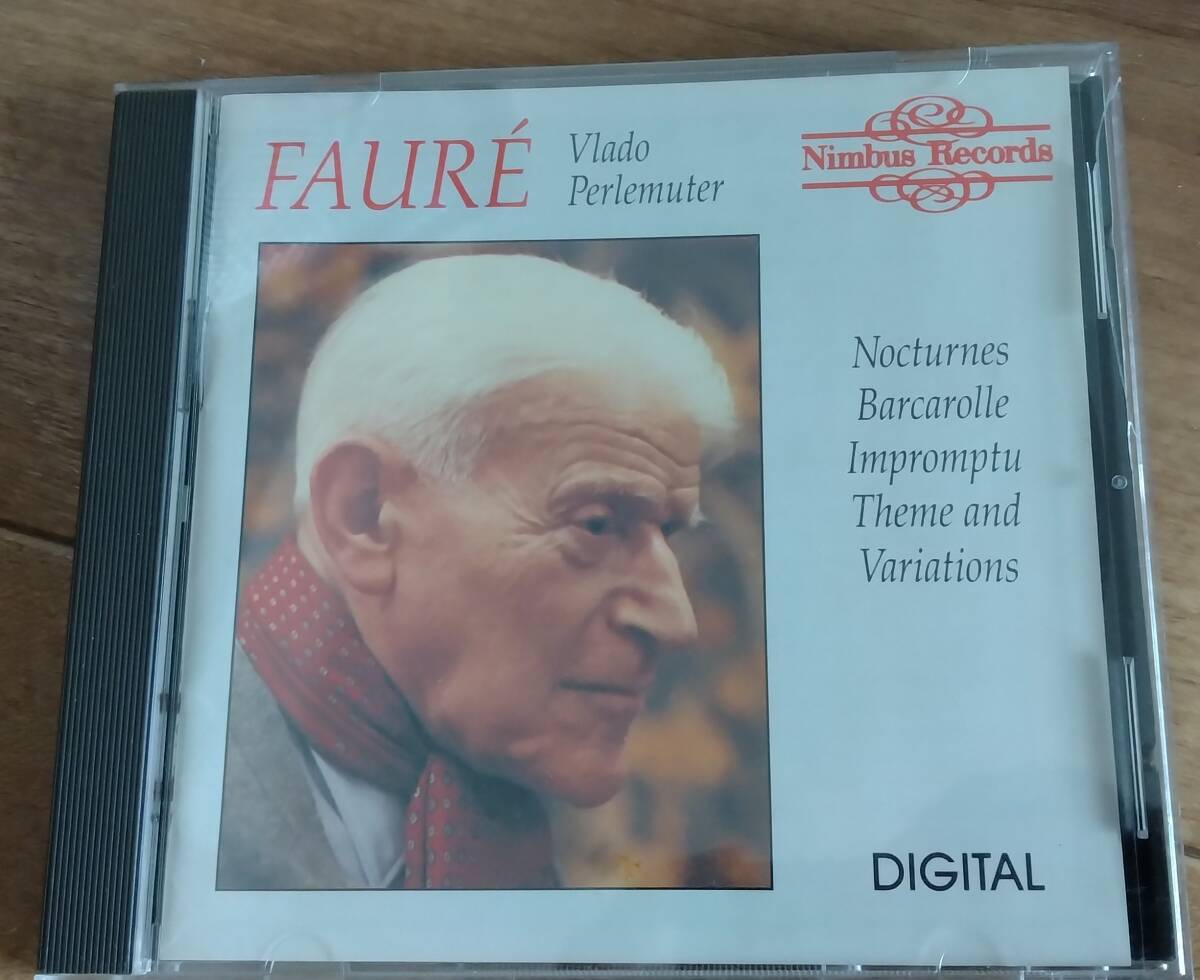 FAURÉ
Vlado
Perlemuter
Nimbus Records
Nocturnes
Barcarolle
Impromptu
Theme and
Variations
DIGITAL